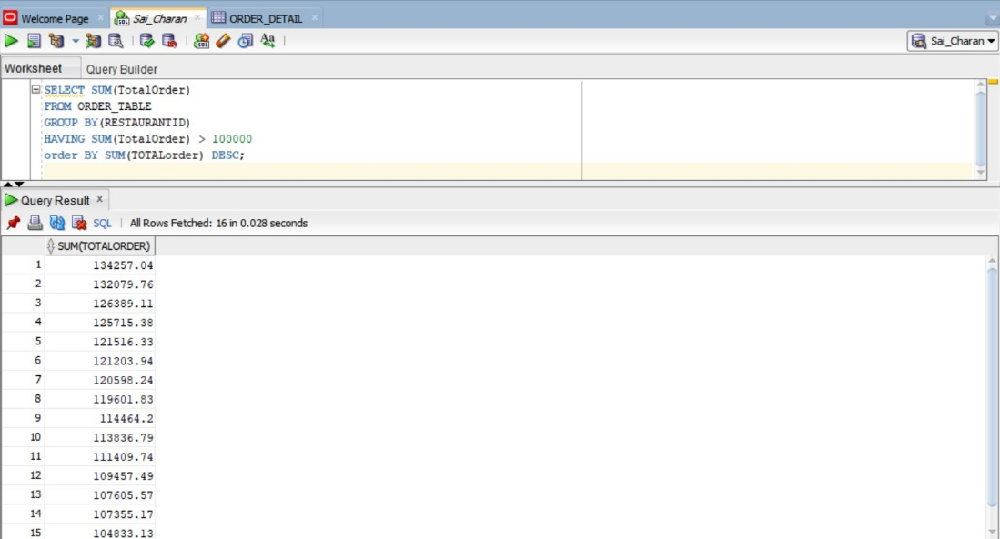 Welcome Page × Sai_Charan × ORDER_DETAIL ×
Sai_Charan
Worksheet Query Builder
SELECT SUM(TotalOrder)
FROM ORDER_TABLE
GROUP BY(RESTAURANTID)
HAVING SUM(TotalOrder) > 100000
order BY SUM(TOTALorder) DESC;
Query Result ×
SQL | All Rows Fetched: 16 in 0.028 seconds
SUM(TOTALORDER)
1 134257.04
2 132079.76
3 126389.11
4 125715.38
5 121516.33
6 121203.94
7 120598.24
8 119601.83
9 114464.2
10 113836.79
11 111409.74
12 109457.49
13 107605.57
14 107355.17
15 104833.13